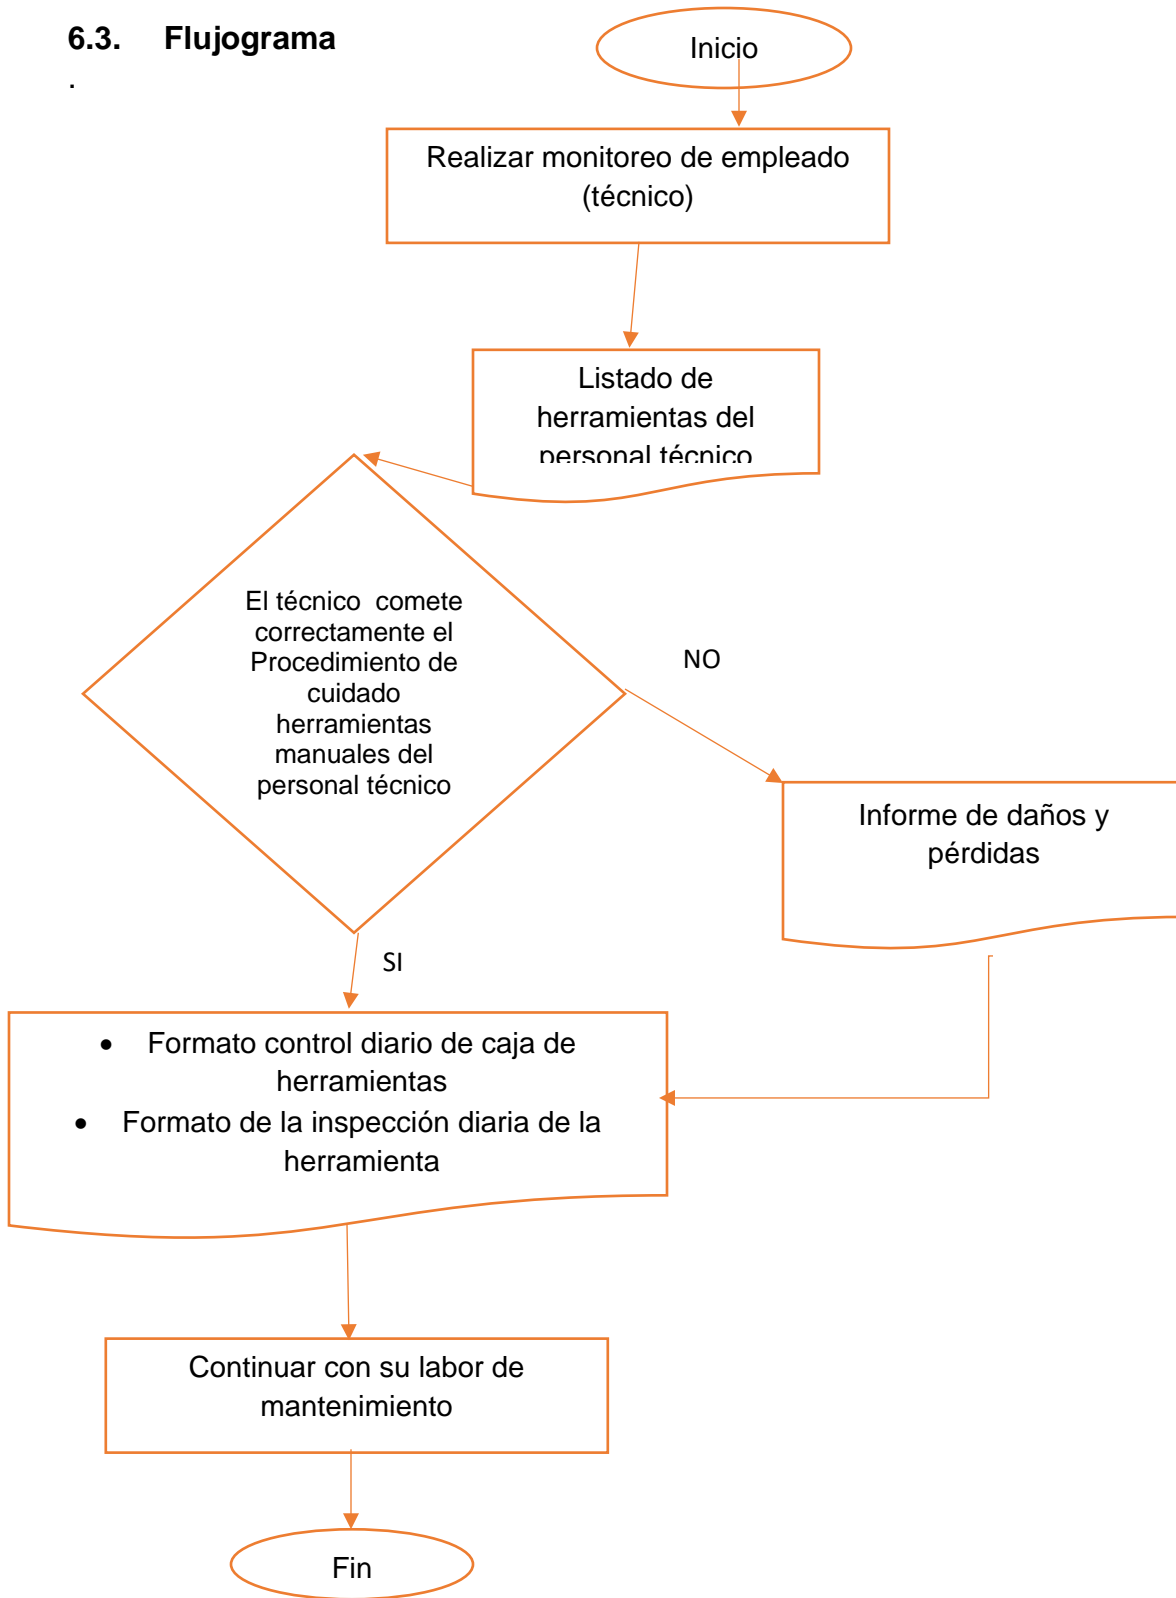 6.3. Flujograma
.
Inicio
Realizar monitoreo de empleado
(técnico)
Listado de
herramientas del
personal técnico
El técnico  comete
correctamente el
Procedimiento de
cuidado
herramientas
manuales del
personal técnico
NO
Informe de daños y
pérdidas
SI
• Formato control diario de caja de
herramientas
• Formato de la inspección diaria de la
herramienta
Continuar con su labor de
mantenimiento
Fin